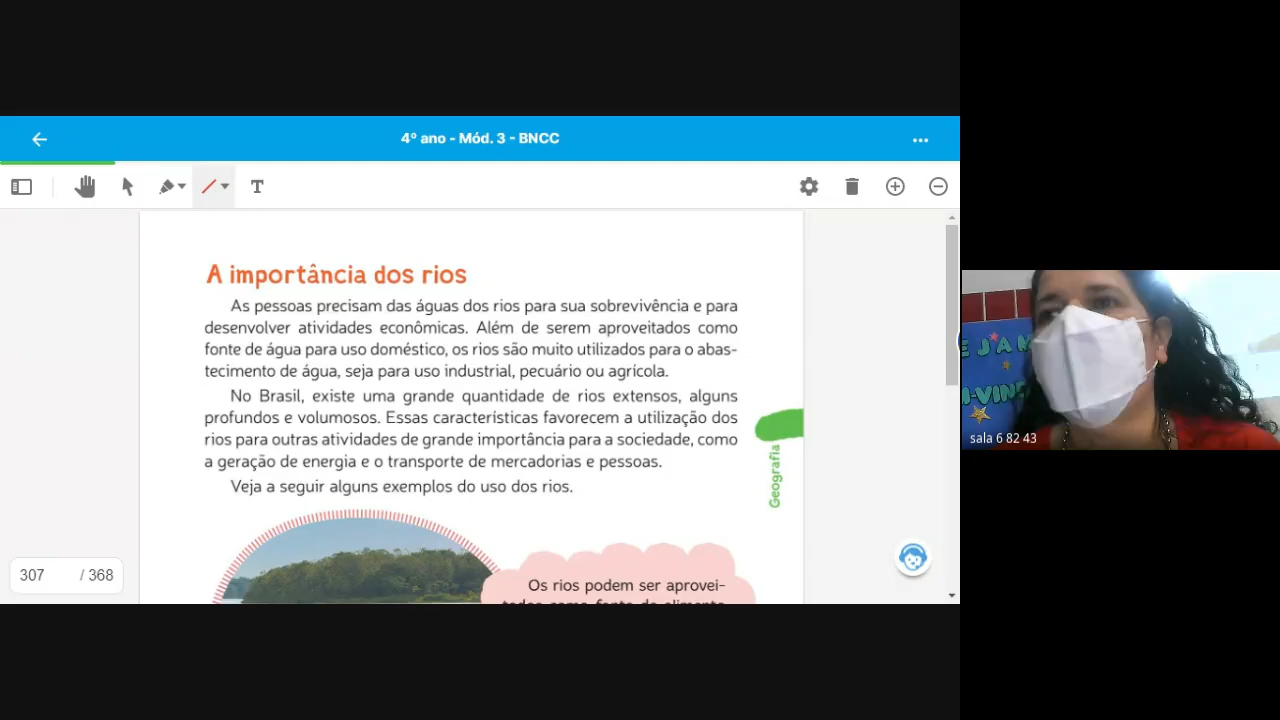 4º ano - Mód. 3 - BNCC
T
A importância dos rios
As pessoas precisam das águas dos rios para sua sobrevivência e para
desenvolver atividades econômicas. Além de serem aproveitados como
fonte de água para uso doméstico, os rios são muito utilizados para o abas-
tecimento de água, seja para uso industrial, pecuário ou agrícola.
No Brasil, existe uma grande quantidade de rios extensos, alguns
profundos e volumosos. Essas características favorecem a utilização dos
rios para outras atividades de grande importância para a sociedade, como
a geração de energia e o transporte de mercadorias e pessoas.
Veja a seguir alguns exemplos do uso dos rios.
Geografia
Os rios podem ser aprovei-
307 / 368
sala 6 82 43